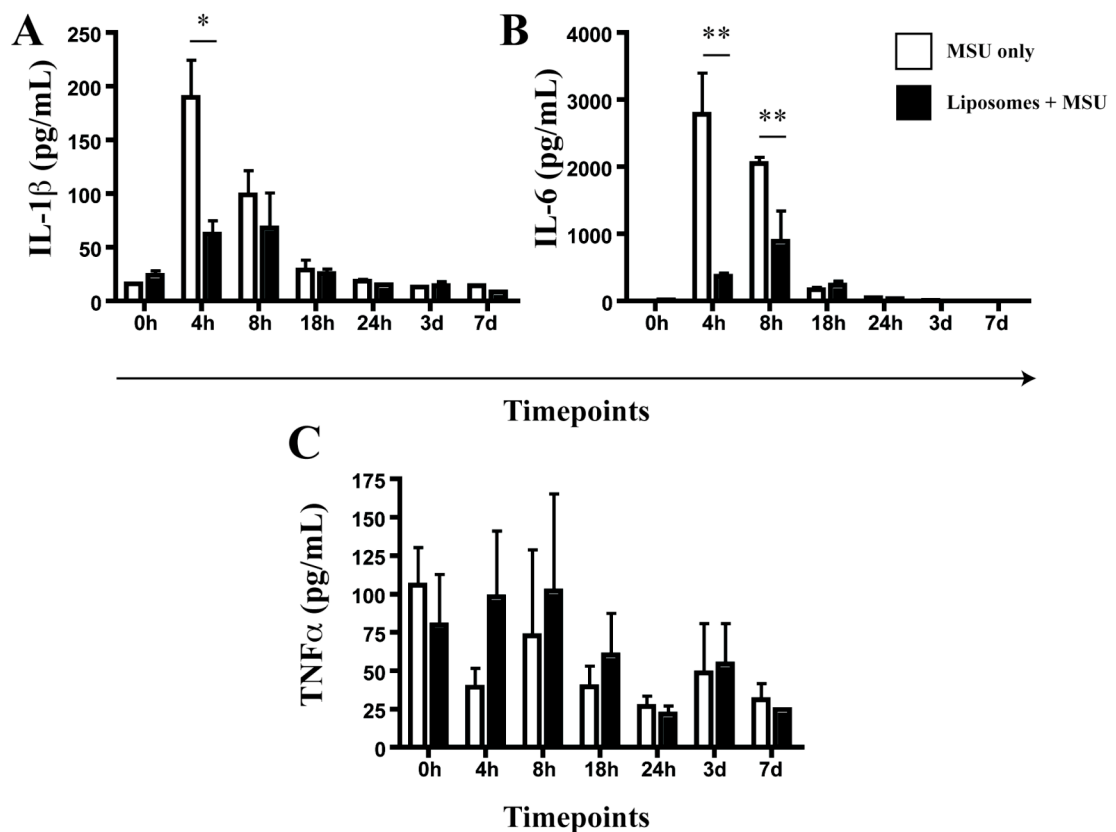 A
B
250
200
150
100
50
0
IL-1β (pg/mL)
*
0h 4h 8h 18h 24h 3d 7d
4000
3000
2000
1000
0
IL-6 (pg/mL)
**
**
0h 4h 8h 18h 24h 3d 7d
MSU only
Liposomes + MSU
Timepoints
C
175
150
125
100
75
50
25
0
TNFα (pg/mL)
0h 4h 8h 18h 24h 3d 7d
Timepoints